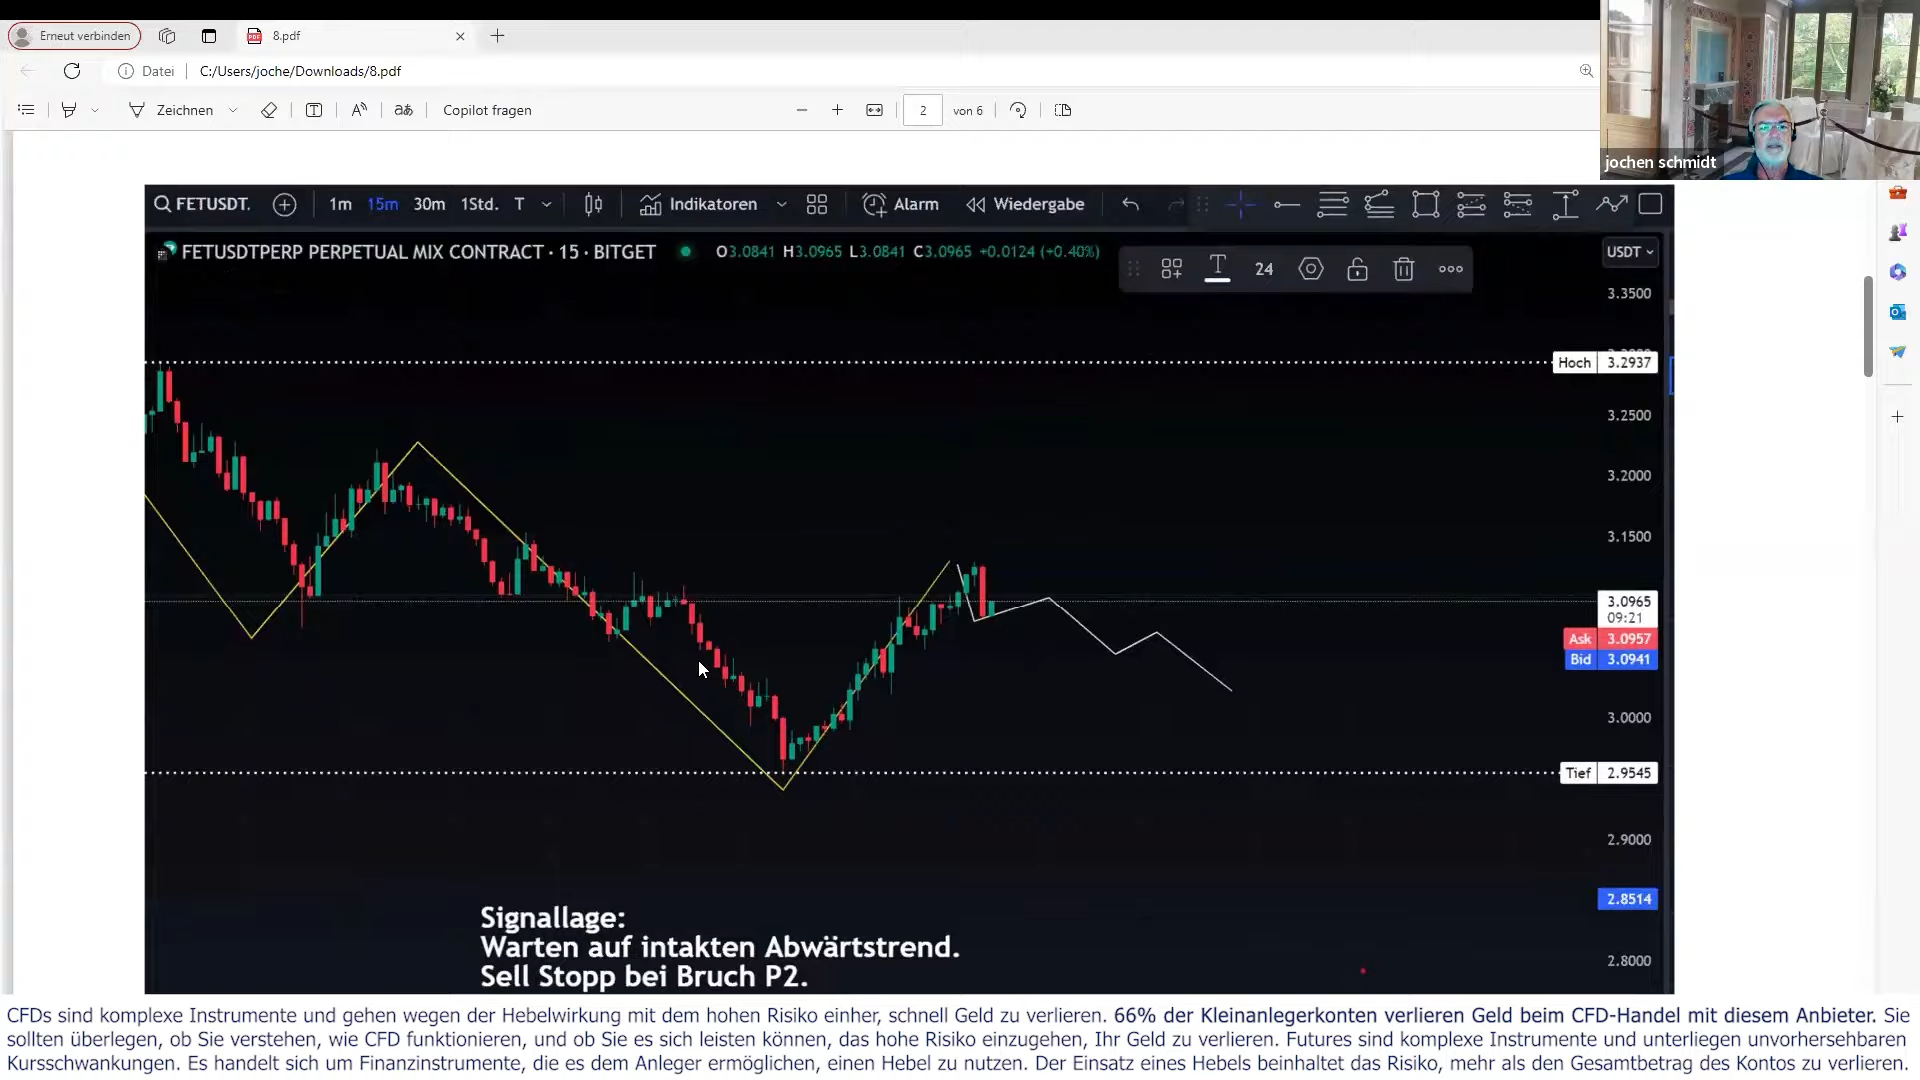 Erneut verbinden
8.pdf
Datei
C:/Users/joche/Downloads/8.pdf
Zeichnen
aあ
Copilot fragen
2 von 6
jochen schmidt
FETUSDT.
1m 15m 30m 1Std. T
Indikatoren
Alarm
Wiedergabe
FETUSDTPERP PERPETUAL MIX CONTRACT · 15 · BITGET
O3.0841 H3.0965 L3.0841 C3.0965 +0.0124 (+0.40%)
T 24
USDT
3.3500
Hoch 3.2937
3.2500
3.2000
3.1500
3.0965
09:21
Ask 3.0957
Bid 3.0941
3.0000
Tief 2.9545
2.9000
2.8514
2.8000
Signallage:
Warten auf intakten Abwärtstrend.
Sell Stopp bei Bruch P2.
CFDs sind komplexe Instrumente und gehen wegen der Hebelwirkung mit dem hohen Risiko einher, schnell Geld zu verlieren. 66% der Kleinanlegerkonten verlieren Geld beim CFD-Handel mit diesem Anbieter. Sie
sollten überlegen, ob Sie verstehen, wie CFD funktionieren, und ob Sie es sich leisten können, das hohe Risiko einzugehen, Ihr Geld zu verlieren. Futures sind komplexe Instrumente und unterliegen unvorhersehbaren
Kursschwankungen. Es handelt sich um Finanzinstrumente, die es dem Anleger ermöglichen, einen Hebel zu nutzen. Der Einsatz eines Hebels beinhaltet das Risiko, mehr als den Gesamtbetrag des Kontos zu verlieren.